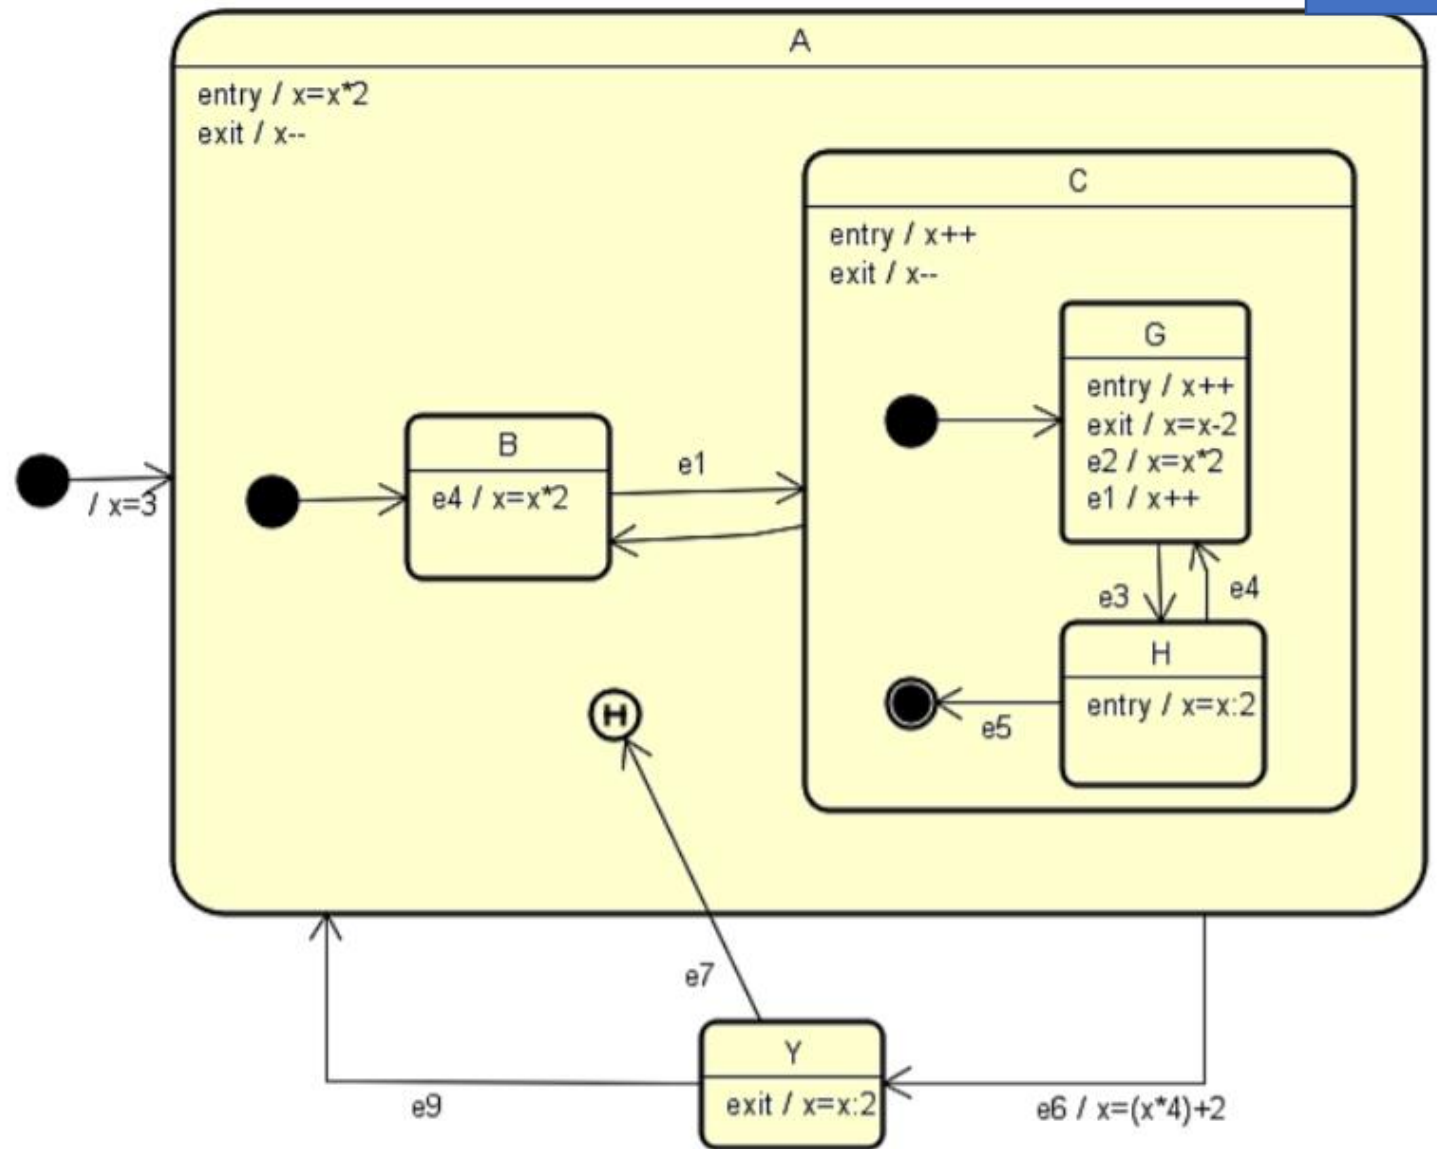 A
entry / x=x*2
exit / x--
C
entry / x++
exit / x--
G
entry / x++
exit / x=x-2
e2 / x=x*2
e1 / x++
B
e4 / x=x*2
e1
/ x=3
e3
e4
H
entry / x=x:2
e5
H
e7
Y
exit / x=x:2
e9
e6 / x=(x*4)+2